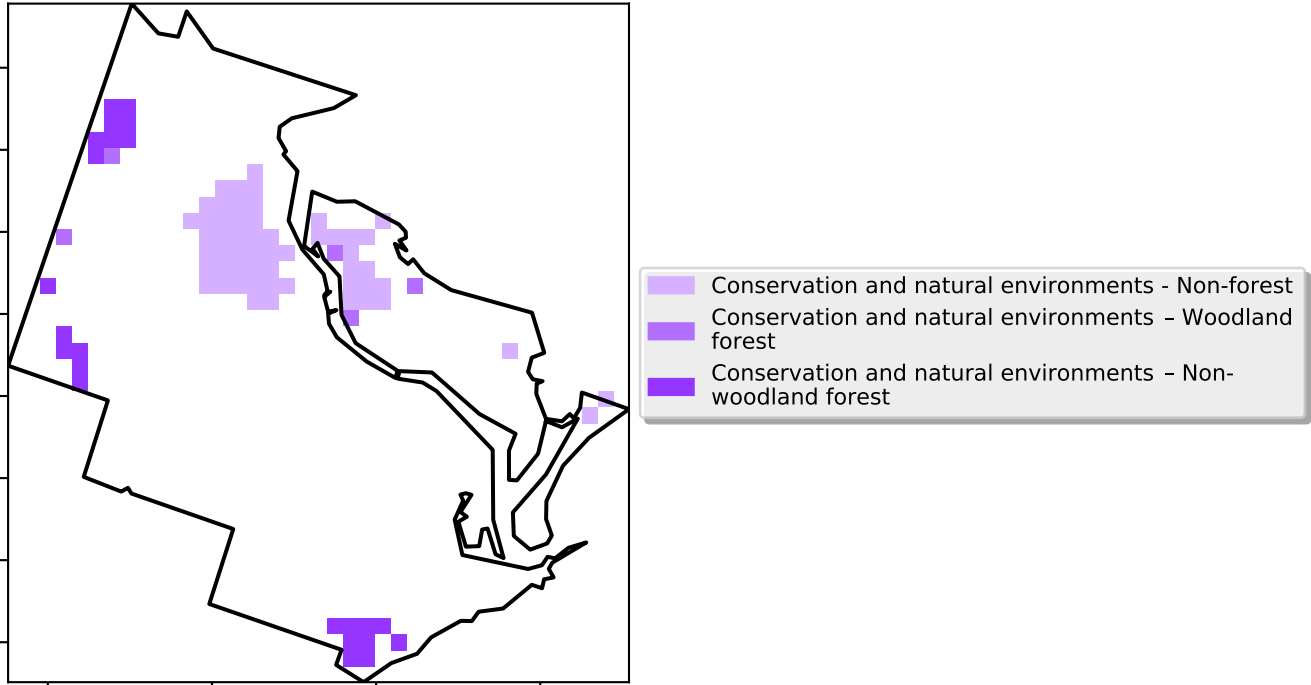 Conservation and natural environments - Non-forest
Conservation and natural environments – Woodland
forest
Conservation and natural environments – Non-
woodland forest